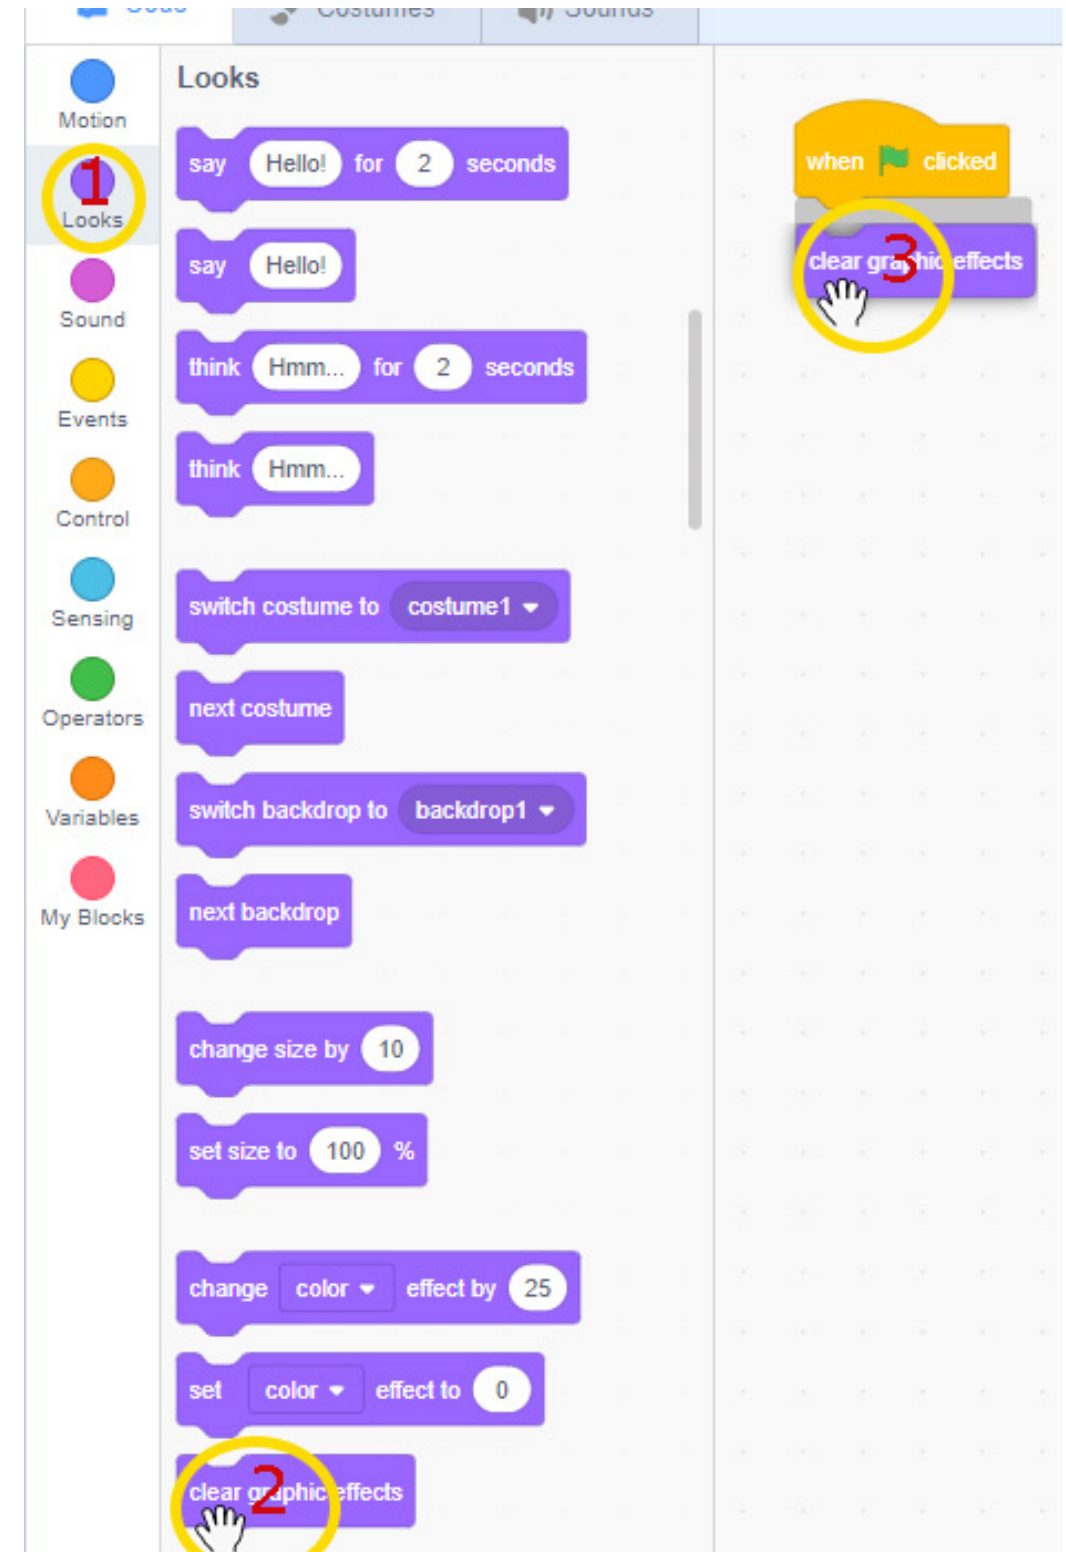 Code Costumes Sounds
Looks
Motion
1
Looks
Sound
Events
Control
Sensing
Operators
Variables
My Blocks
say Hello! for 2 seconds
say Hello!
think Hmm... for 2 seconds
think Hmm...
switch costume to costume1
next costume
switch backdrop to backdrop1
next backdrop
change size by 10
set size to 100 %
change color effect by 25
set color effect to 0
clear graphic effects
2
when clicked
clear graphic effects
3